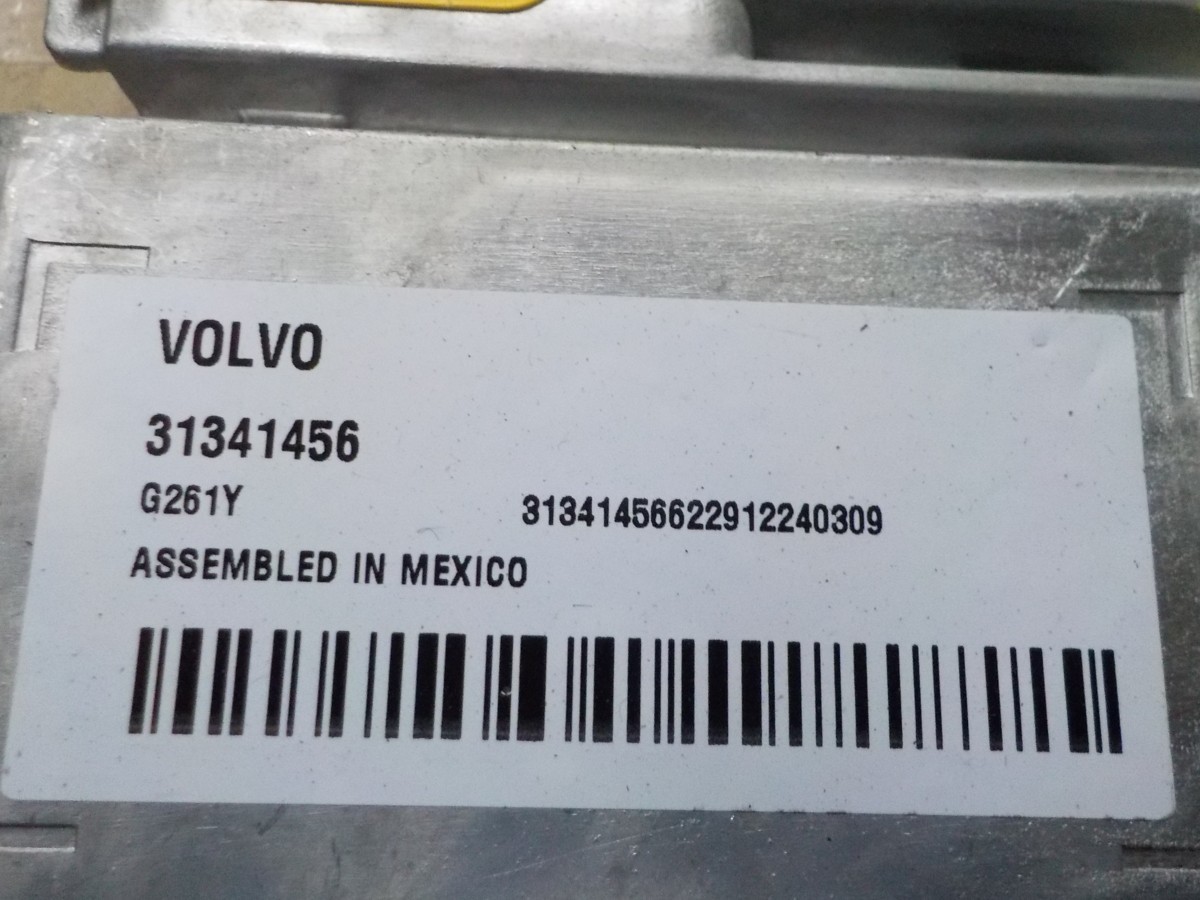 VOLVO
31341456
G261Y
31341456622912240309
ASSEMBLED IN MEXICO